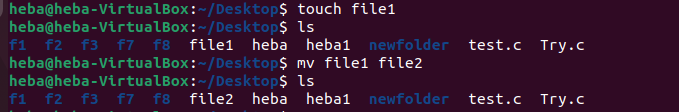 heba@heba-VirtualBox:~/Desktop$ touch file1
heba@heba-VirtualBox:~/Desktop$ ls
f1 f2 f3 f7 f8 file1 heba heba1 newfolder test.c Try.c
heba@heba-VirtualBox:~/Desktop$ mv file1 file2
heba@heba-VirtualBox:~/Desktop$ ls
f1 f2 f3 f7 f8 file2 heba heba1 newfolder test.c Try.c